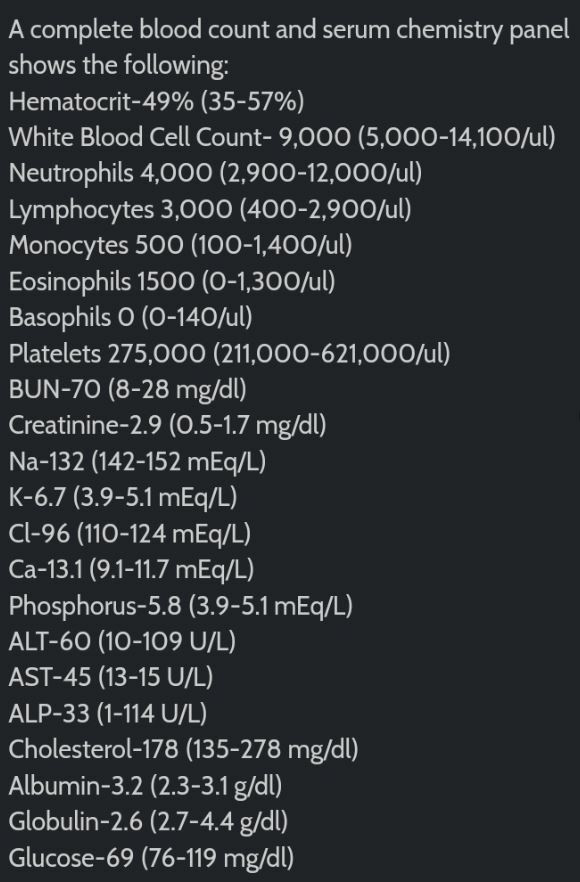 A complete blood count and serum chemistry panel
shows the following:
Hematocrit-49% (35-57%)
White Blood Cell Count- 9,000 (5,000-14,100/ul)
Neutrophils 4,000 (2,900-12,000/ul)
Lymphocytes 3,000 (400-2,900/ul)
Monocytes 500 (100-1,400/ul)
Eosinophils 1500 (0-1,300/ul)
Basophils 0 (0-140/ul)
Platelets 275,000 (211,000-621,000/ul)
BUN-70 (8-28 mg/dl)
Creatinine-2.9 (0.5-1.7 mg/dl)
Na-132 (142-152 mEq/L)
K-6.7 (3.9-5.1 mEq/L)
Cl-96 (110-124 mEq/L)
Ca-13.1 (9.1-11.7 mEq/L)
Phosphorus-5.8 (3.9-5.1 mEq/L)
ALT-60 (10-109 U/L)
AST-45 (13-15 U/L)
ALP-33 (1-114 U/L)
Cholesterol-178 (135-278 mg/dl)
Albumin-3.2 (2.3-3.1 g/dl)
Globulin-2.6 (2.7-4.4 g/dl)
Glucose-69 (76-119 mg/dl)